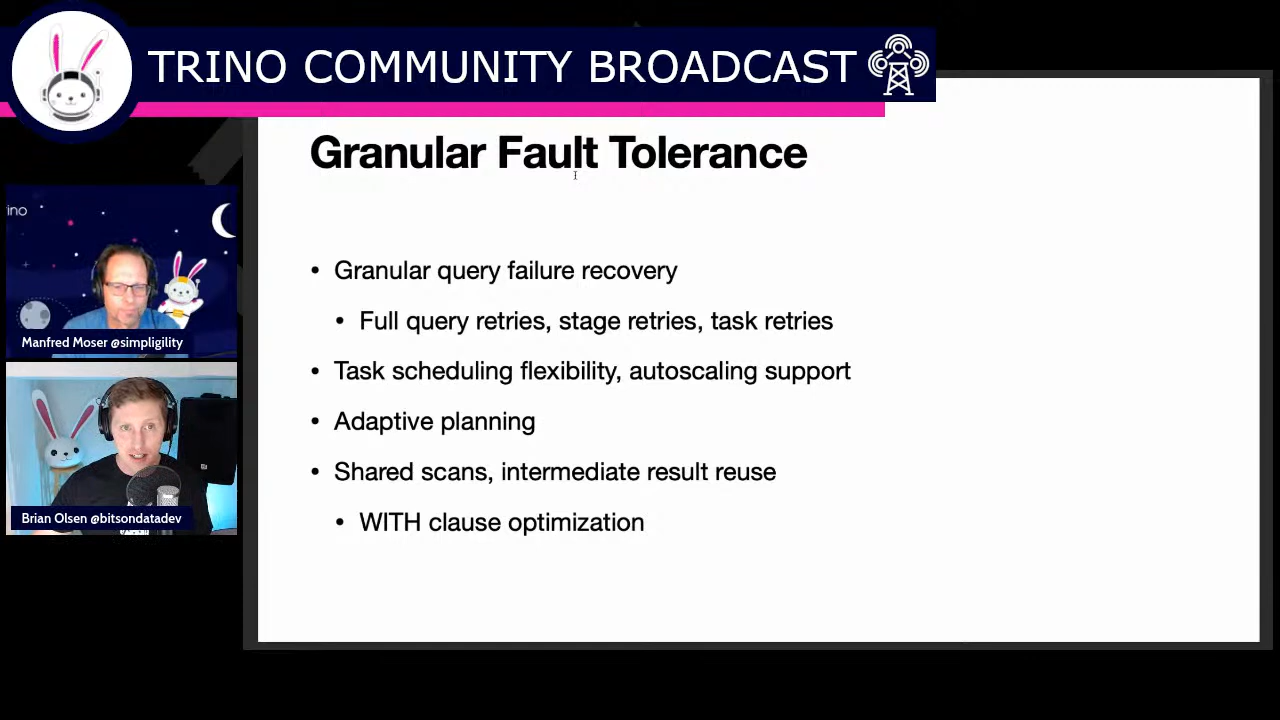 TRINO COMMUNITY BROADCAST
Granular Fault Tolerance
rino
Manfred Moser @simpligility
Brian Olsen @bitsondatadev
• Granular query failure recovery
• Full query retries, stage retries, task retries
• Task scheduling flexibility, autoscaling support
• Adaptive planning
• Shared scans, intermediate result reuse
• WITH clause optimization